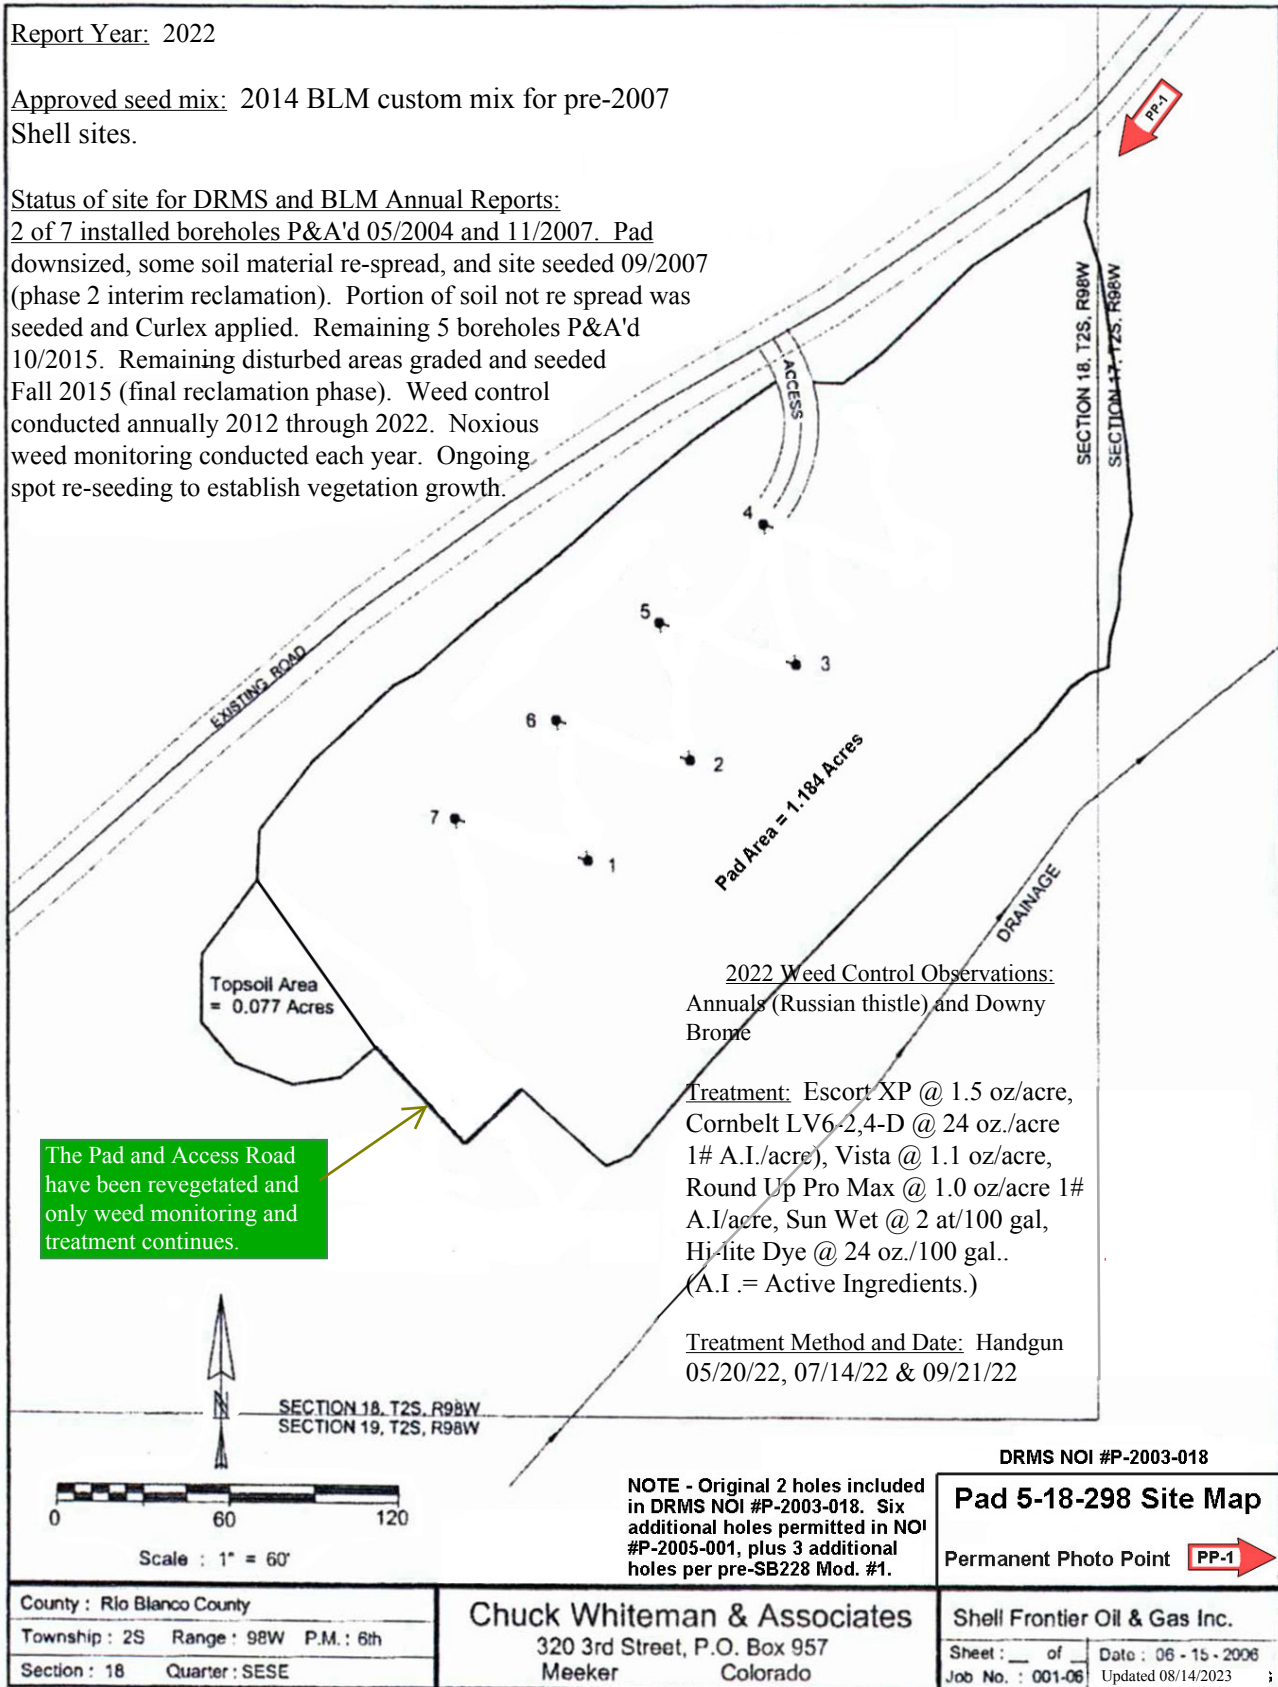 Report Year: 2022
Approved seed mix: 2014 BLM custom mix for pre-2007
Shell sites.
Status of site for DRMS and BLM Annual Reports:
2 of 7 installed boreholes P&A'd 05/2004 and 11/2007. Pad
downsized, some soil material re-spread, and site seeded 09/2007
(phase 2 interim reclamation). Portion of soil not re spread was
seeded and Curlex applied. Remaining 5 boreholes P&A'd
10/2015. Remaining disturbed areas graded and seeded
Fall 2015 (final reclamation phase). Weed control
conducted annually 2012 through 2022. Noxious
weed monitoring conducted each year. Ongoing
spot re-seeding to establish vegetation growth.
PP-1
SECTION 18, T2S, R98W
SECTION 17, T2S, R98W
ACCESS
EXISTING ROAD
4
5
3
6
2
7
1
Pad Area = 1.184 Acres
DRAINAGE
Topsoil Area
= 0.077 Acres
2022 Weed Control Observations:
Annuals (Russian thistle) and Downy
Brome
Treatment: Escort XP @ 1.5 oz/acre,
Cornbelt LV6-2,4-D @ 24 oz./acre
1# A.I./acre), Vista @ 1.1 oz/acre,
Round Up Pro Max @ 1.0 oz/acre 1#
A.I/acre, Sun Wet @ 2 at/100 gal,
Hi-lite Dye @ 24 oz./100 gal..
(A.I .= Active Ingredients.)
Treatment Method and Date: Handgun
05/20/22, 07/14/22 & 09/21/22
The Pad and Access Road
have been revegetated and
only weed monitoring and
treatment continues.
N
SECTION 18, T2S, R98W
SECTION 19, T2S, R98W
0 60 120
Scale : 1" = 60'
NOTE - Original 2 holes included
in DRMS NOI #P-2003-018. Six
additional holes permitted in NOI
#P-2005-001, plus 3 additional
holes per pre-SB228 Mod. #1.
DRMS NOI #P-2003-018
Pad 5-18-298 Site Map
Permanent Photo Point PP-1
County : Rio Blanco County
Township : 2S Range : 98W P.M. : 6th
Section : 18 Quarter : SESE
Chuck Whiteman & Associates
320 3rd Street, P.O. Box 957
Meeker Colorado
Shell Frontier Oil & Gas Inc.
Sheet : __ of __ Date : 06 - 15 - 2006
Job No. : 001-06 Updated 08/14/2023